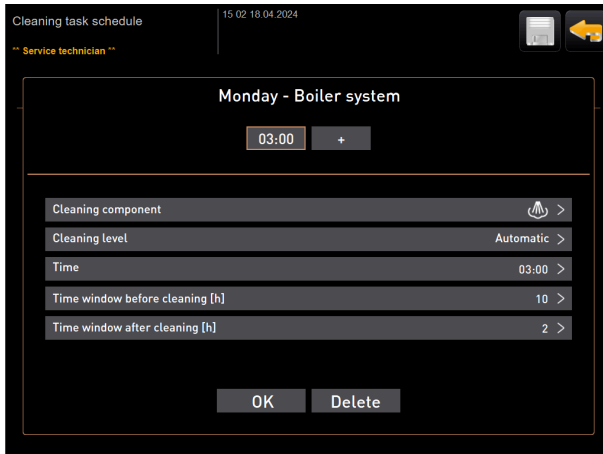 Cleaning task schedule
15 02 18.04.2024
** Service technician **
Monday - Boiler system
03:00 +
Cleaning component >
Cleaning level Automatic >
Time 03:00 >
Time window before cleaning [h] 10 >
Time window after cleaning [h] 2 >
OK Delete